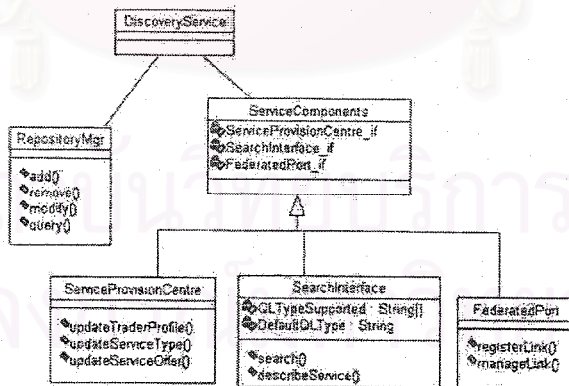 DiscoveryService
ServiceComponents
ServiceProvisionCentre_if
SearchInterface_if
FederatedPort_if
RepositoryMgr
add()
remove()
modify()
query()
ServiceProvisionCentre
updateTraderProfile()
updateServiceType()
updateServiceOffer()
SearchInterface
QLTypeSupported : String[]
DefaultQLType : String
search()
describeService()
FederatedPort
registerLink()
manageLink()